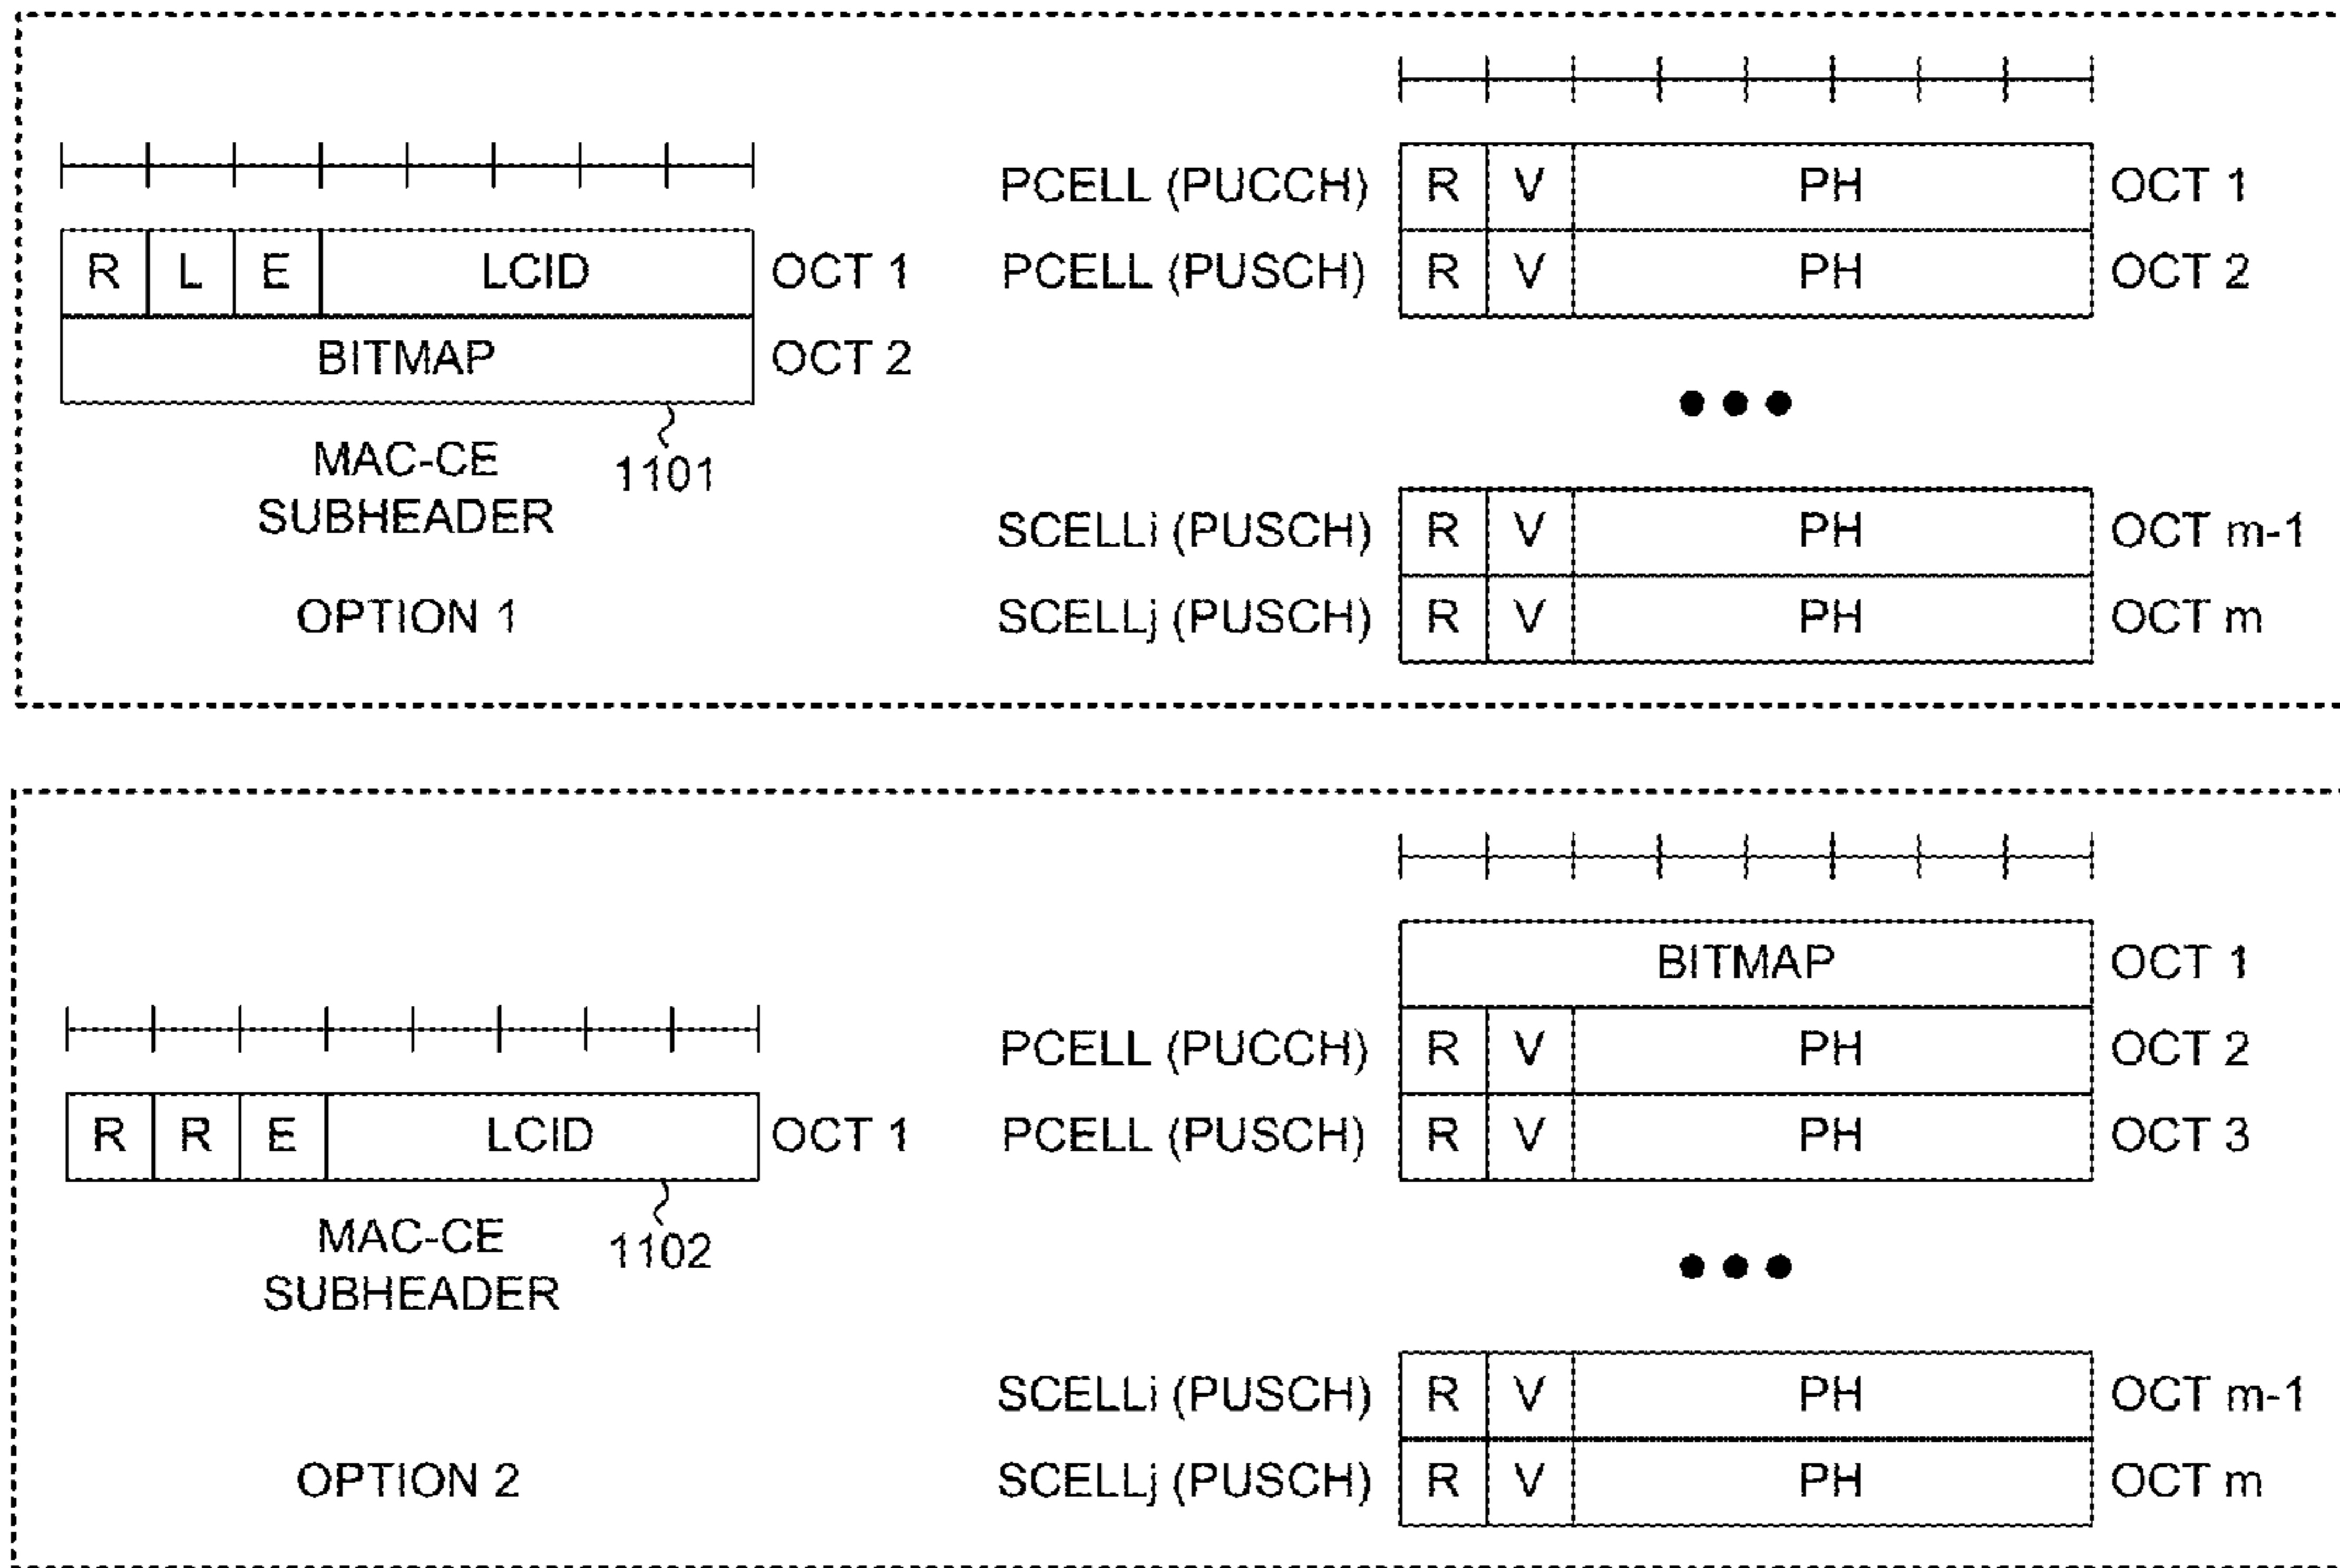 PCELL (PUCCH) R V PH OCT 1
R L E LCID OCT 1
PCELL (PUSCH) R V PH OCT 2
BITMAP OCT 2
MAC-CE
SUBHEADER
1101
SCELLi (PUSCH) R V PH OCT m-1
OPTION 1
SCELLj (PUSCH) R V PH OCT m
BITMAP OCT 1
PCELL (PUCCH) R V PH OCT 2
R R E LCID OCT 1
PCELL (PUSCH) R V PH OCT 3
MAC-CE
SUBHEADER
1102
SCELLi (PUSCH) R V PH OCT m-1
OPTION 2
SCELLj (PUSCH) R V PH OCT m